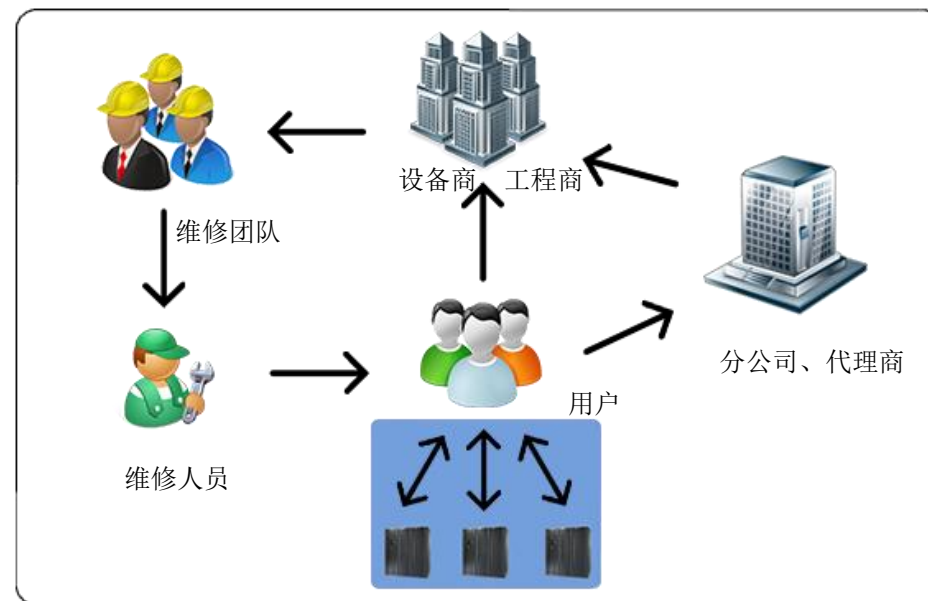 设备商 工程商
维修团队
分公司、代理商
用户
维修人员